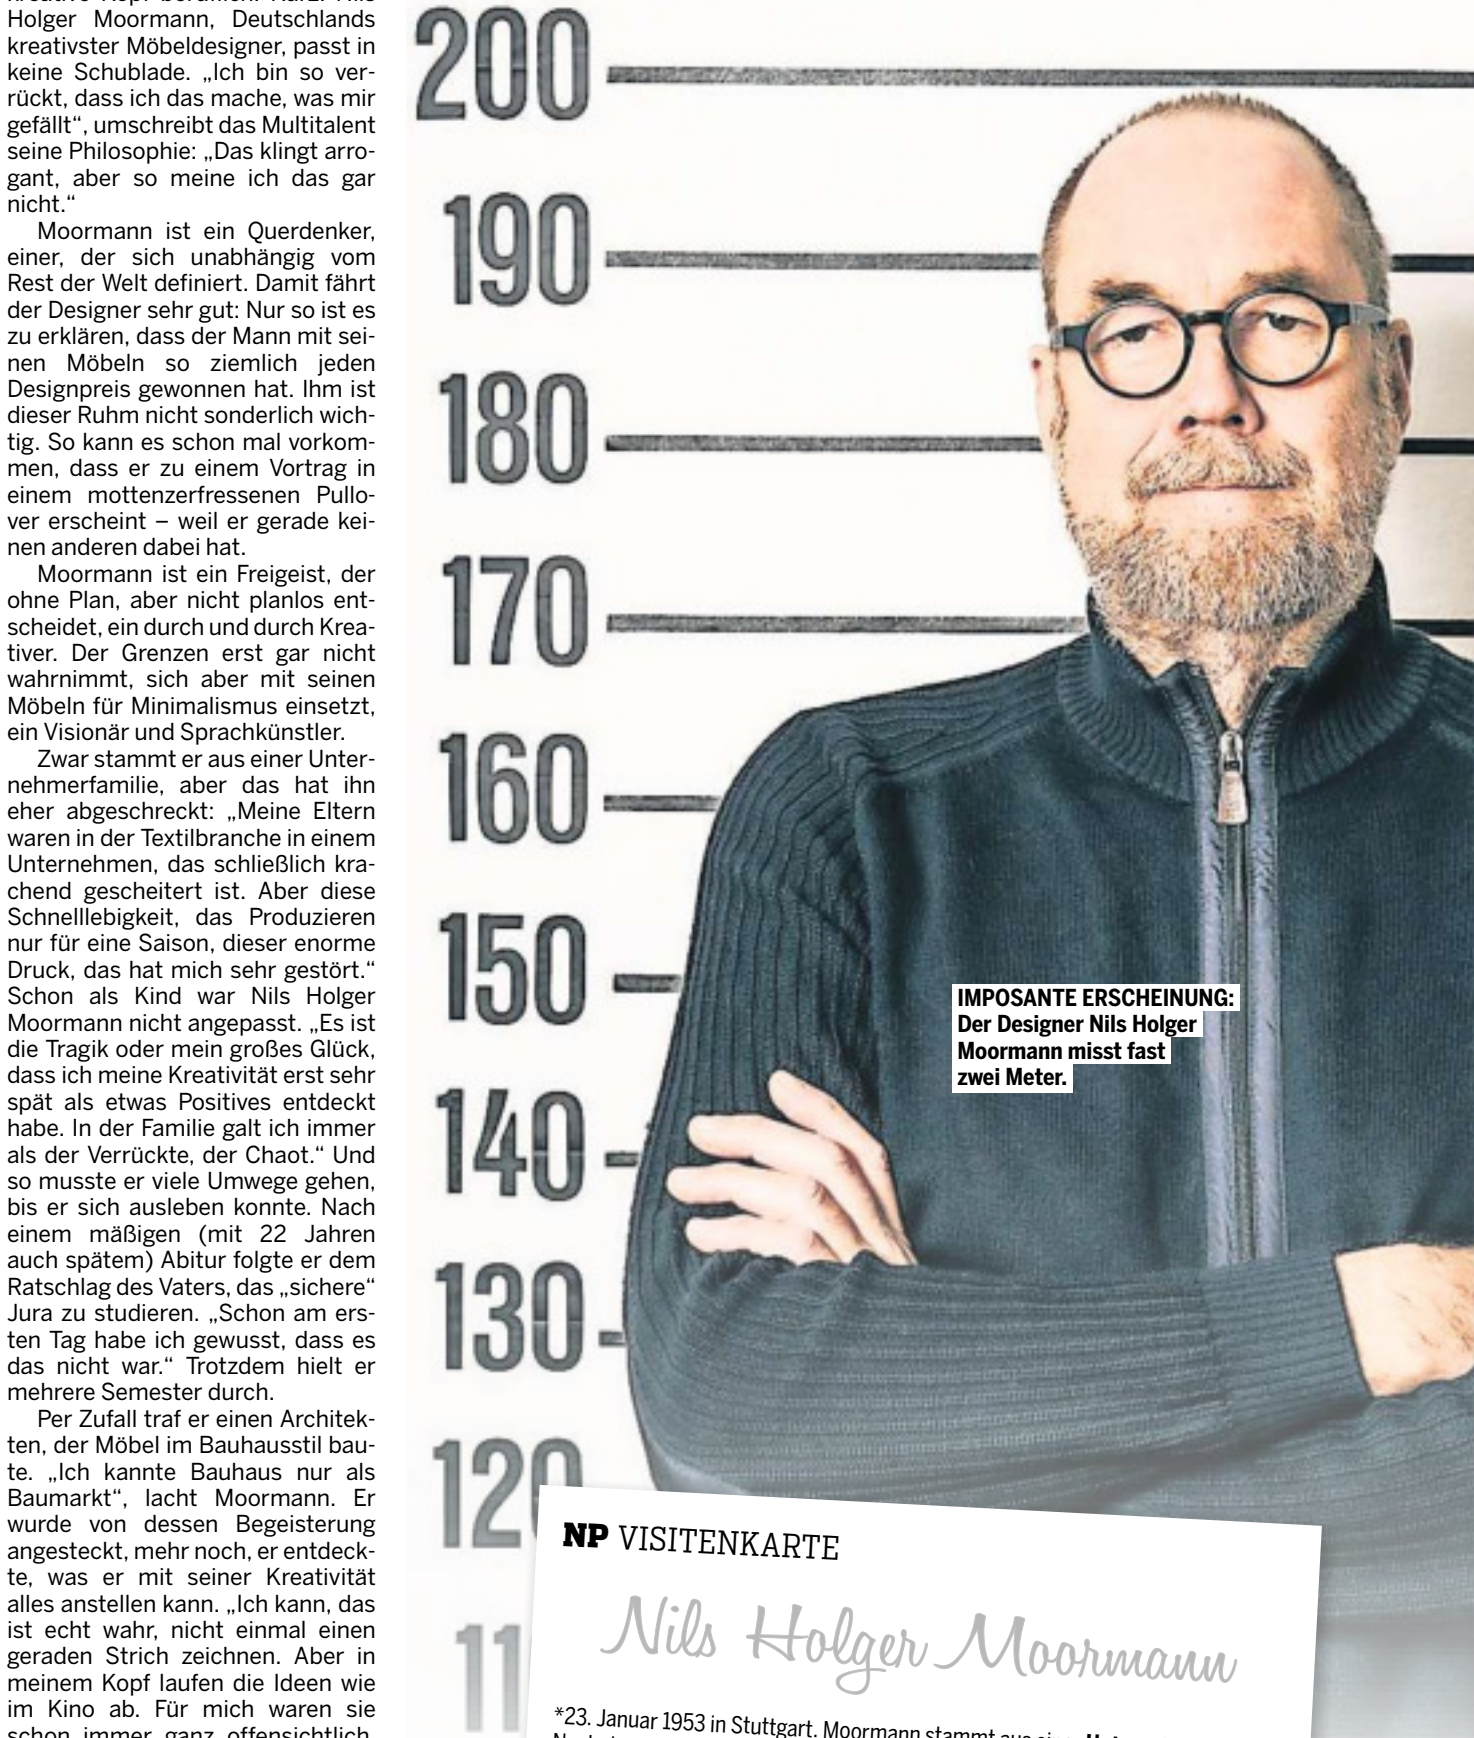 Holger Moormann, Deutschlands
kreativster Möbeldesigner, passt in
keine Schublade. „Ich bin so ver-
rückt, dass ich das mache, was mir
gefällt“, umschreibt das Multitalent
seine Philosophie: „Das klingt arro-
gant, aber so meine ich das gar
nicht.“
Moormann ist ein Querdenker,
einer, der sich unabhängig vom
Rest der Welt definiert. Damit fährt
der Designer sehr gut: Nur so ist es
zu erklären, dass der Mann mit sei-
nen Möbeln so ziemlich jeden
Designpreis gewonnen hat. Ihm ist
dieser Ruhm nicht sonderlich wich-
tig. So kann es schon mal vorkom-
men, dass er zu einem Vortrag in
einem mottenzerfressenen Pullo-
ver erscheint – weil er gerade kei-
nen anderen dabei hat.
Moormann ist ein Freigeist, der
ohne Plan, aber nicht planlos ent-
scheidet, ein durch und durch Krea-
tiver. Der Grenzen erst gar nicht
wahrnimmt, sich aber mit seinen
Möbeln für Minimalismus einsetzt,
ein Visionär und Sprachkünstler.
Zwar stammt er aus einer Unter-
nehmerfamilie, aber das hat ihn
eher abgeschreckt: „Meine Eltern
waren in der Textilbranche in einem
Unternehmen, das schließlich kra-
chend gescheitert ist. Aber diese
Schnelllebigkeit, das Produzieren
nur für eine Saison, dieser enorme
Druck, das hat mich sehr gestört.“
Schon als Kind war Nils Holger
Moormann nicht angepasst. „Es ist
die Tragik oder mein großes Glück,
dass ich meine Kreativität erst sehr
spät als etwas Positives entdeckt
habe. In der Familie galt ich immer
als der Verrückte, der Chaot.“ Und
so musste er viele Umwege gehen,
bis er sich ausleben konnte. Nach
einem mäßigen (mit 22 Jahren
auch spätem) Abitur folgte er dem
Ratschlag des Vaters, das „sichere“
Jura zu studieren. „Schon am ers-
ten Tag habe ich gewusst, dass es
das nicht war.“ Trotzdem hielt er
mehrere Semester durch.
Per Zufall traf er einen Architek-
ten, der Möbel im Bauhausstil bau-
te. „Ich kannte Bauhaus nur als
Baumarkt“, lacht Moormann. Er
wurde von dessen Begeisterung
angesteckt, mehr noch, er entdeck-
te, was er mit seiner Kreativität
alles anstellen kann. „Ich kann, das
ist echt wahr, nicht einmal einen
geraden Strich zeichnen. Aber in
meinem Kopf laufen die Ideen wie
im Kino ab. Für mich waren sie
schon immer ganz offensichtlich.
200
190
180
170
160
150
140
130
120
11
IMPOSANTE ERSCHEINUNG:
Der Designer Nils Holger
Moormann misst fast
zwei Meter.
NP VISITENKARTE
Nils Holger Moormann
*23. Januar 1953 in Stuttgart. Moormann stammt aus einer